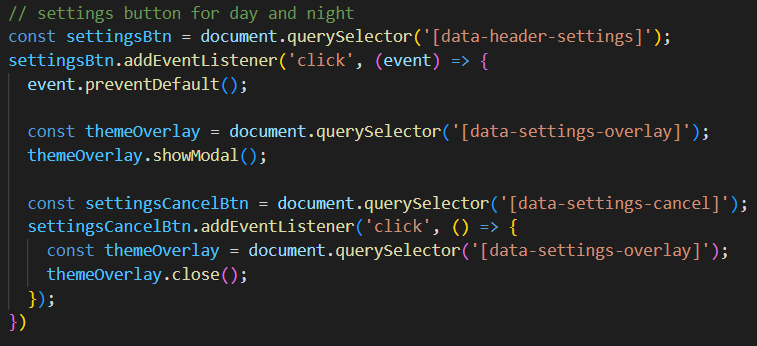 // settings button for day and night
const settingsBtn = document.querySelector('[data-header-settings]');
settingsBtn.addEventListener('click', (event) => {
  event.preventDefault();

  const themeOverlay = document.querySelector('[data-settings-overlay]');
  themeOverlay.showModal();

  const settingsCancelBtn = document.querySelector('[data-settings-cancel]');
  settingsCancelBtn.addEventListener('click', () => {
    const themeOverlay = document.querySelector('[data-settings-overlay]');
    themeOverlay.close();
  });
})